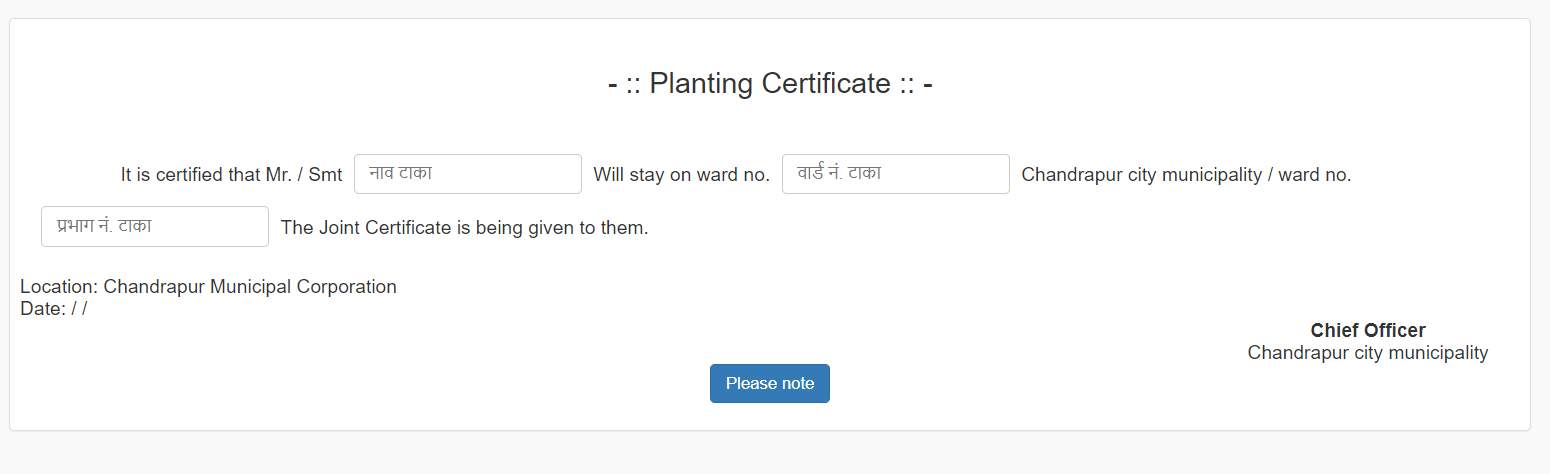 - :: Planting Certificate :: -
It is certified that Mr. / Smt नाव टाका Will stay on ward no. वार्ड नं. टाका Chandrapur city municipality / ward no.
प्रभाग नं. टाका The Joint Certificate is being given to them.
Location: Chandrapur Municipal Corporation
Date: / /
Chief Officer
Chandrapur city municipality
Please note